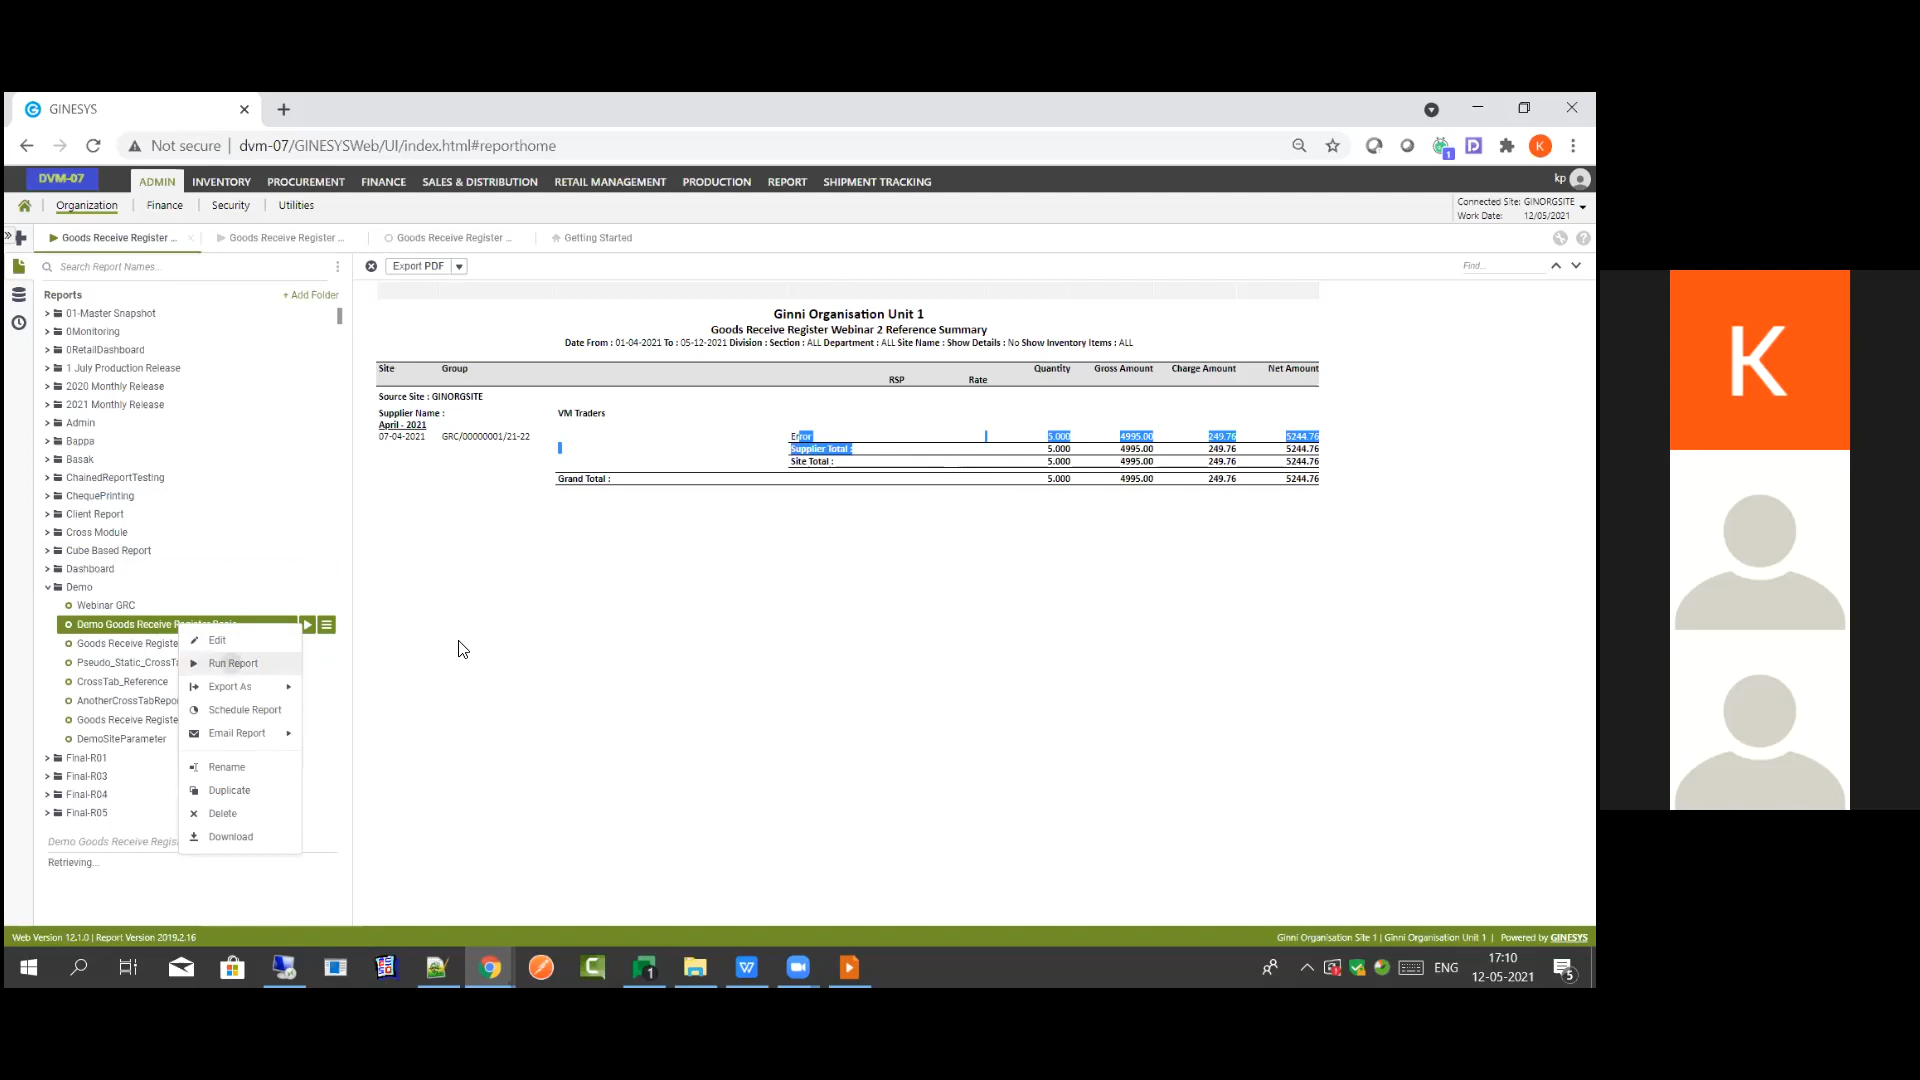 GINESYS
Not secure | dvm-07/GINESYSWeb/UI/index.html#reporthome
K
DVM-07
ADMIN INVENTORY PROCUREMENT FINANCE SALES & DISTRIBUTION RETAIL MANAGEMENT PRODUCTION REPORT SHIPMENT TRACKING
kp
Organization Finance Security Utilities
Connected Site: GINORGSITE
Work Date: 12/05/2021
Goods Receive Register ... Goods Receive Register ... Goods Receive Register ... Getting Started
Search Report Names...
Export PDF
Find...
Reports + Add Folder
01-Master Snapshot
0Monitoring
0RetailDashboard
1 July Production Release
2020 Monthly Release
2021 Monthly Release
Admin
Bappa
Basak
ChainedReportTesting
ChequePrinting
Client Report
Cross Module
Cube Based Report
Dashboard
Demo
Webinar GRC
Demo Goods Receive Register Basic
Goods Receive Registe
Pseudo_Static_CrossTa
CrossTab_Reference
AnotherCrossTabRepor
Goods Receive Registe
DemoSiteParameter
Final-R01
Final-R03
Final-R04
Final-R05
Demo Goods Receive Regis
Retrieving...
Edit
Run Report
Export As
Schedule Report
Email Report
Rename
Duplicate
Delete
Download
Ginni Organisation Unit 1
Goods Receive Register Webinar 2 Reference Summary
Date From : 01-04-2021 To : 05-12-2021 Division : Section : ALL Department : ALL Site Name : Show Details : No Show Inventory Items : ALL
Site Group RSP Rate Quantity Gross Amount Charge Amount Net Amount
Source Site : GINORGSITE
Supplier Name : VM Traders
April - 2021
07-04-2021 GRC/00000001/21-22 Error 5.000 4995.00 249.76 5244.76
Supplier Total : 5.000 4995.00 249.76 5244.76
Site Total : 5.000 4995.00 249.76 5244.76
Grand Total : 5.000 4995.00 249.76 5244.76
Web Version 12.1.0 | Report Version 2019.2.16
Ginni Organisation Site 1 | Ginni Organisation Unit 1 | Powered by GINESYS
ENG
17:10
12-05-2021
5
K